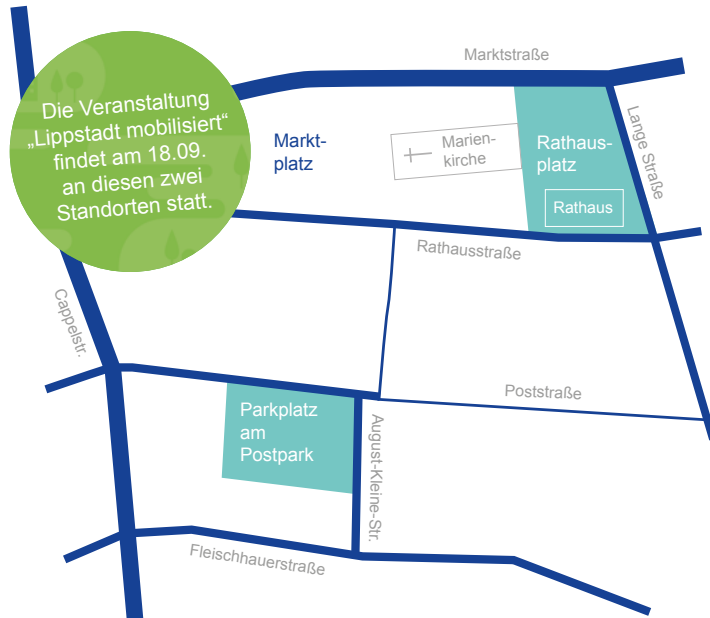 Marktstraße
Die Veranstaltung
„Lippstadt mobilisiert“
findet am 18.09.
an diesen zwei
Standorten statt.
Markt-
platz
Marien-
kirche
Rathaus-
platz
Rathaus
Lange Straße
Rathausstraße
Cappelstr.
Poststraße
Parkplatz
am
Postpark
August-Kleine-Str.
Fleischhauerstraße